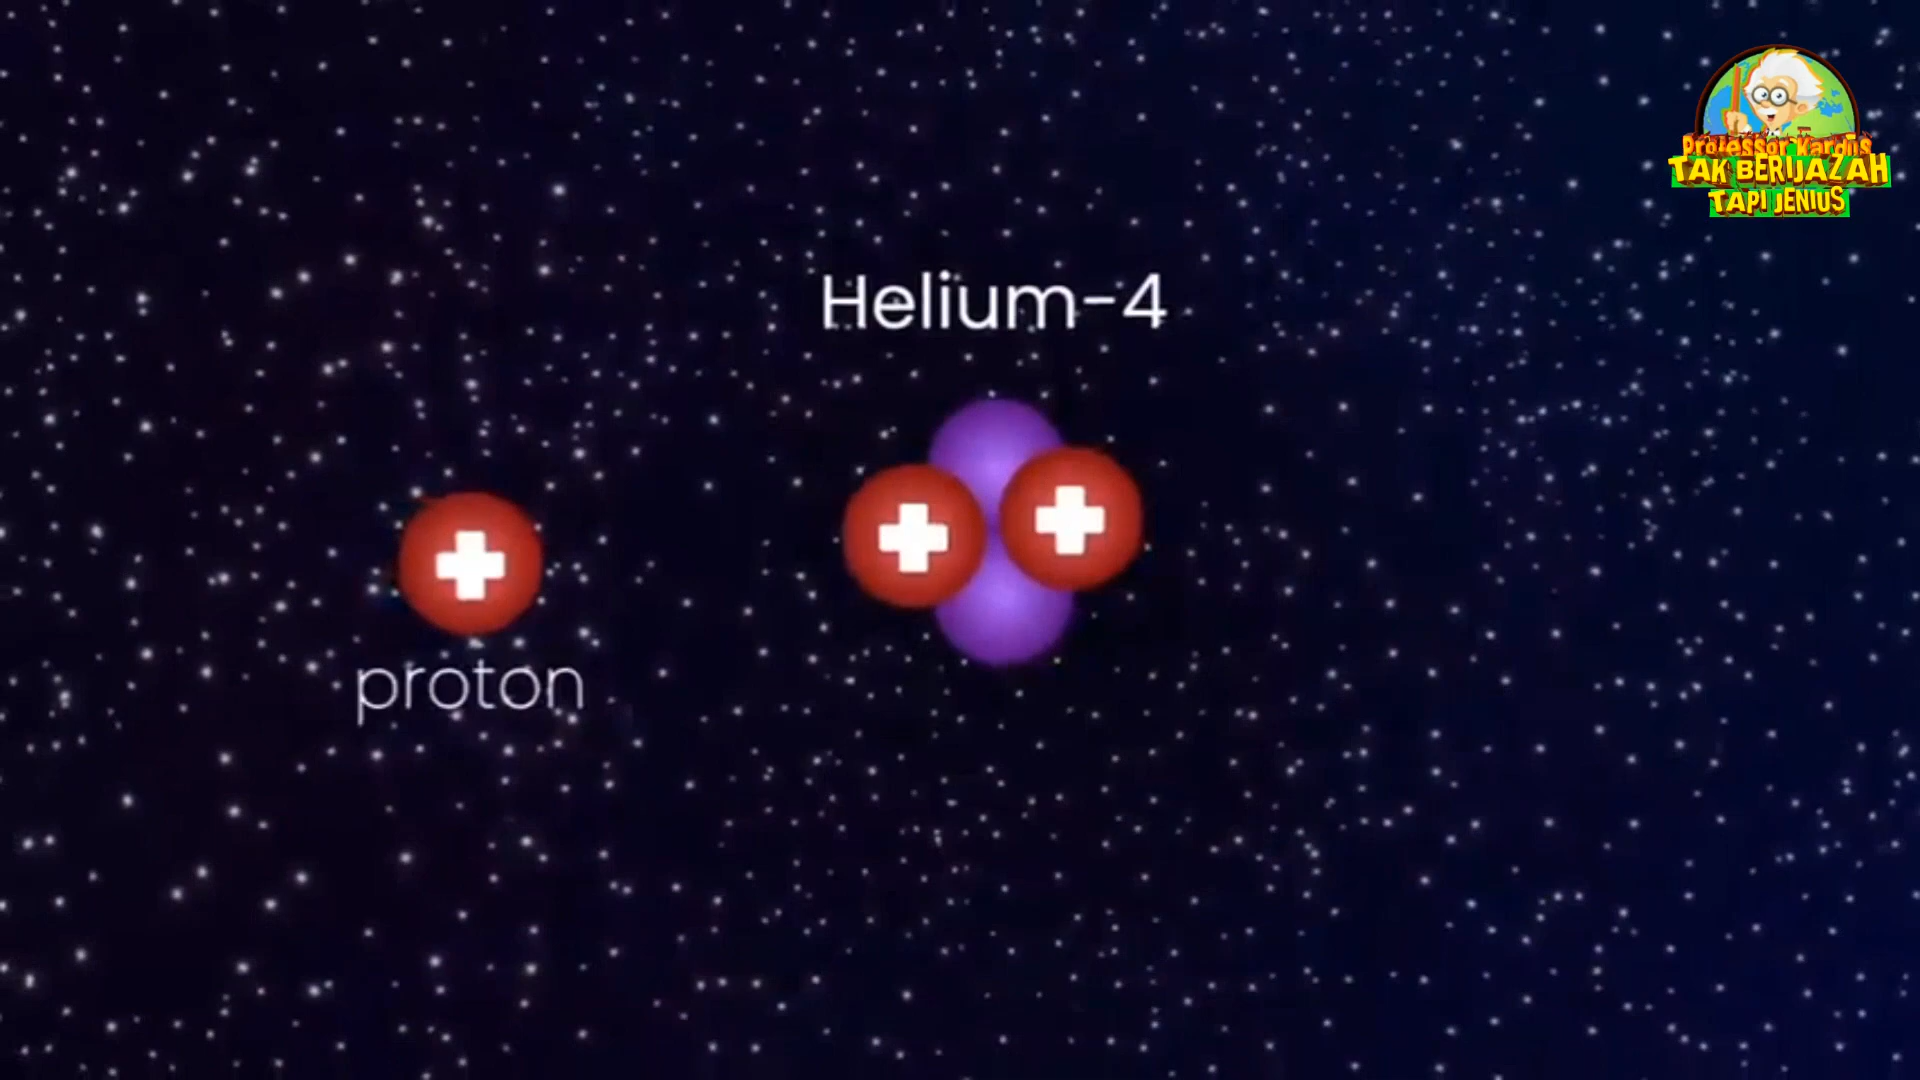 Professor Kardus
TAK BERIJAZAH
TAPI JENIUS
Helium-4
proton